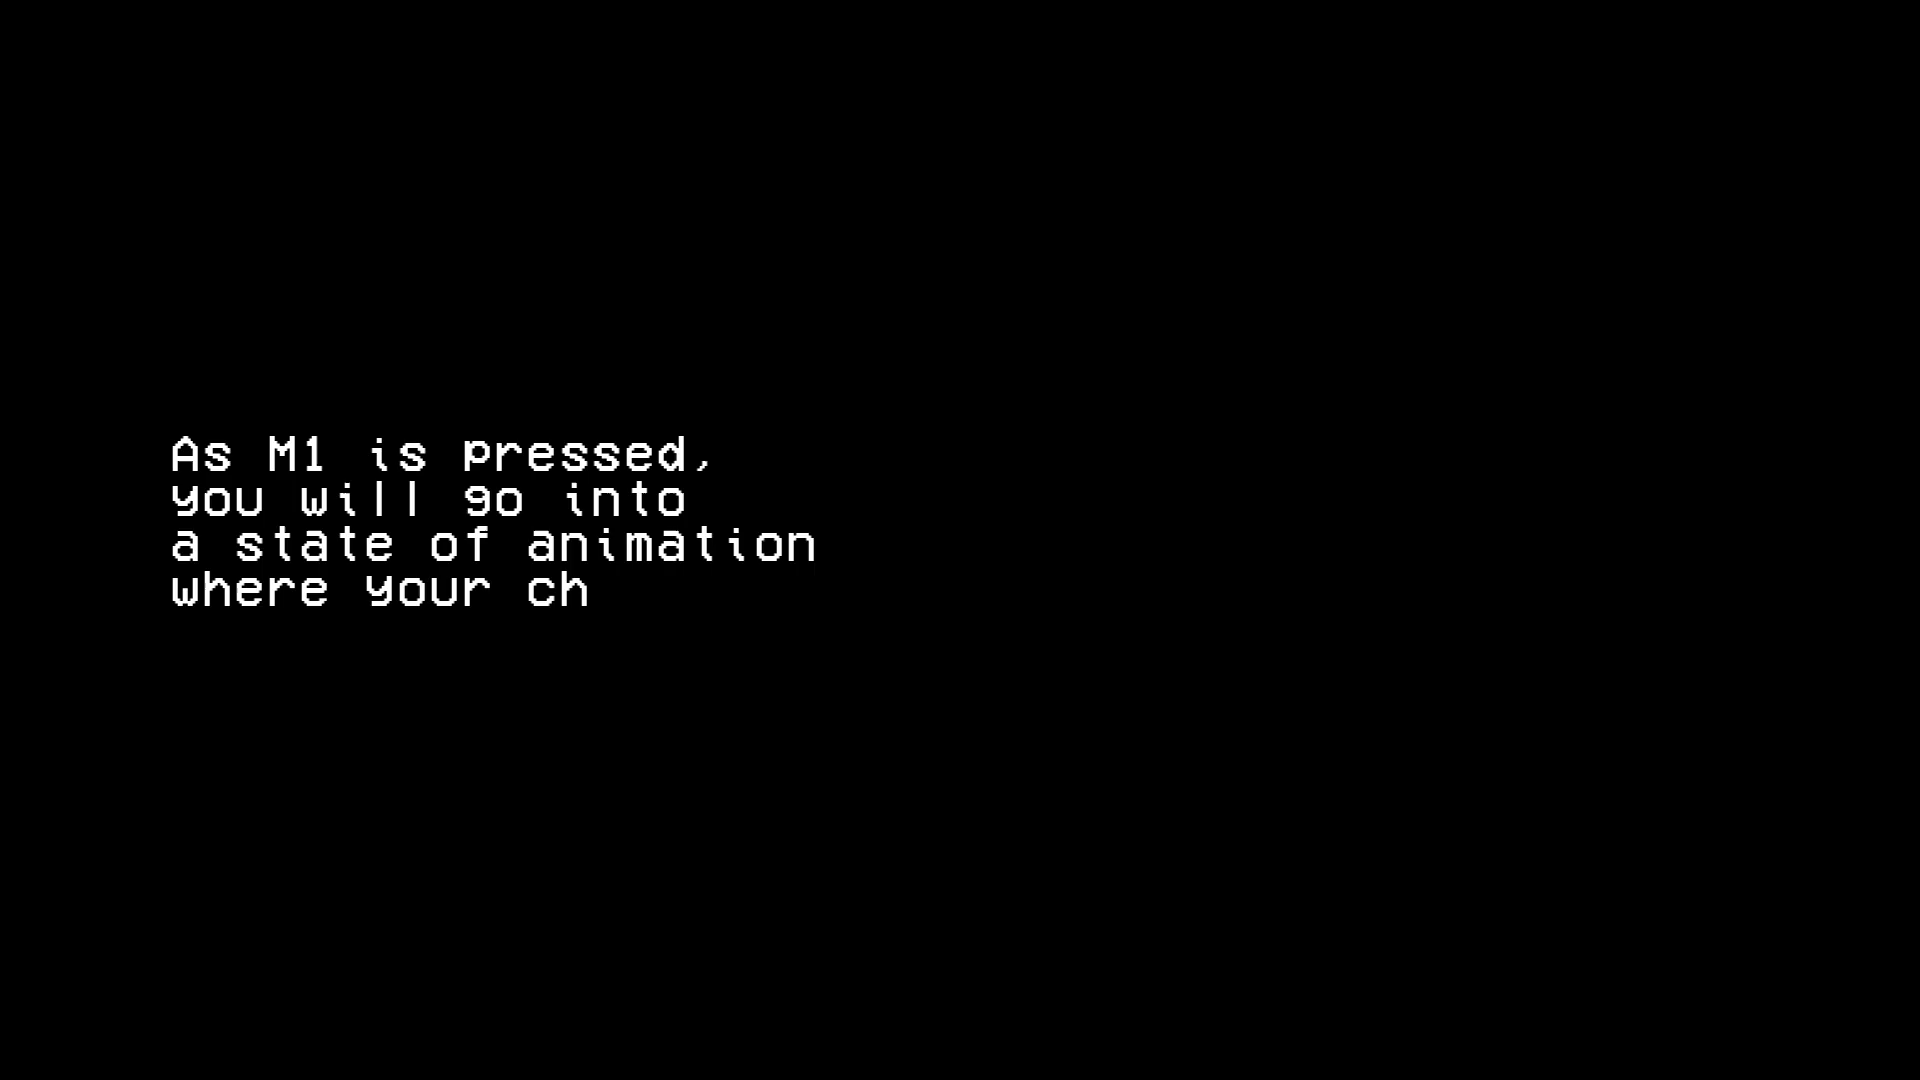 As M1 is pressed,
you will go into
a state of animation
where your ch